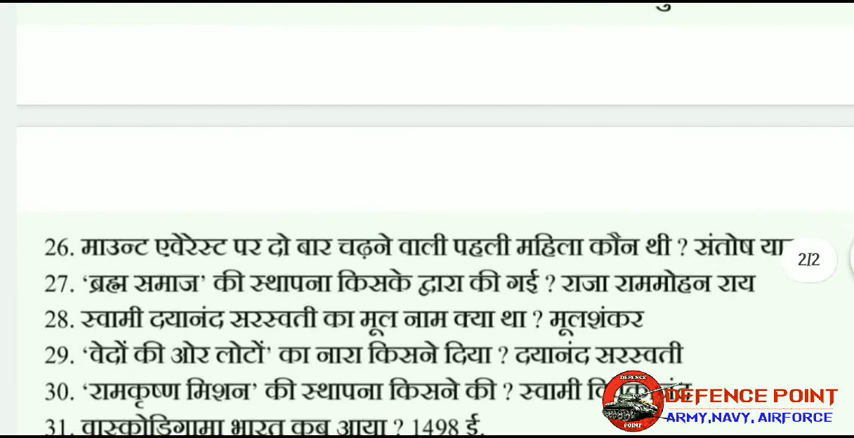 26. माउन्ट एवेरेस्ट पर दो बार चढ़ने वाली पहली महिला कौन थी ? संतोष
2/2
27. ‘ब्रह्म समाज’ की स्थापना किसके द्वारा की गई ? राजा राममोहन राय
28. स्वामी दयानंद सरस्वती का मूल नाम क्या था ? मूलशंकर
29. ‘वेदों की ओर लोटों’ का नारा किसने दिया ? दयानंद सरस्वती
30. ‘रामकृष्ण मिशन’ की स्थापना किसने की ? स्वामी
DEFENCE POINT
DEFENCE POINT
ARMY,NAVY, AIRFORCE
31. वास्कोडिगामा भारत कब आया ? 1498 ई.